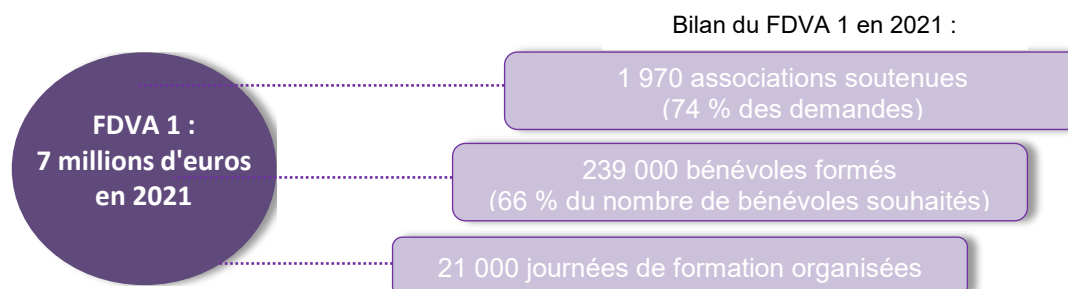 Bilan du FDVA 1 en 2021 :
FDVA 1 :
7 millions d'euros
en 2021
1 970 associations soutenues
(74 % des demandes)
239 000 bénévoles formés
(66 % du nombre de bénévoles souhaités)
21 000 journées de formation organisées